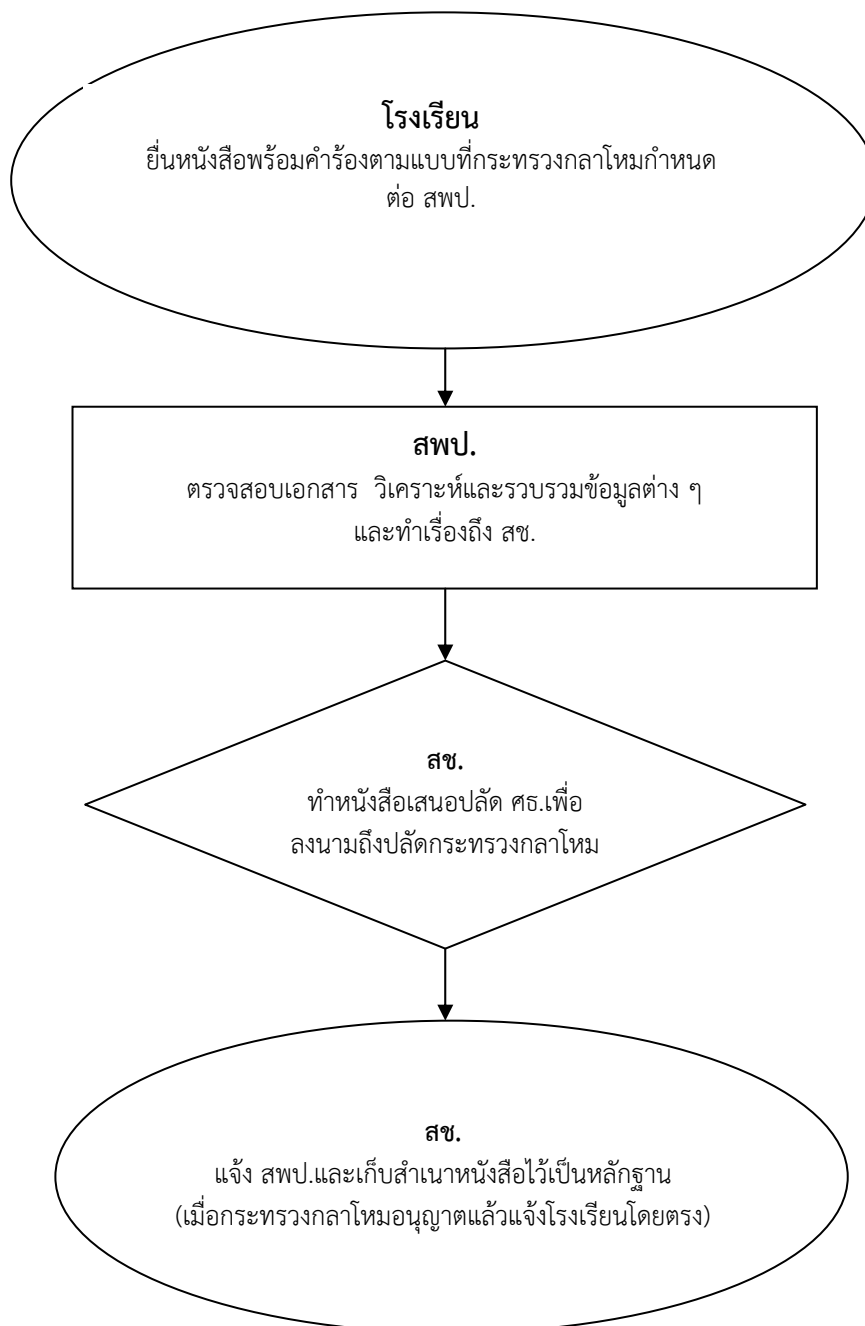 โรงเรียน
ยื่นหนังสือพร้อมคำร้องตามแบบที่กระทรวงกลาโหมกำหนด
ต่อ สพป.
สพป.
ตรวจสอบเอกสาร วิเคราะห์และรวบรวมข้อมูลต่าง ๆ
และทำเรื่องถึง สช.
สช.
ทำหนังสือเสนอปลัด ศธ.เพื่อ
ลงนามถึงปลัดกระทรวงกลาโหม
สช.
แจ้ง สพป.และเก็บสำเนาหนังสือไว้เป็นหลักฐาน
(เมื่อกระทรวงกลาโหมอนุญาตแล้วแจ้งโรงเรียนโดยตรง)